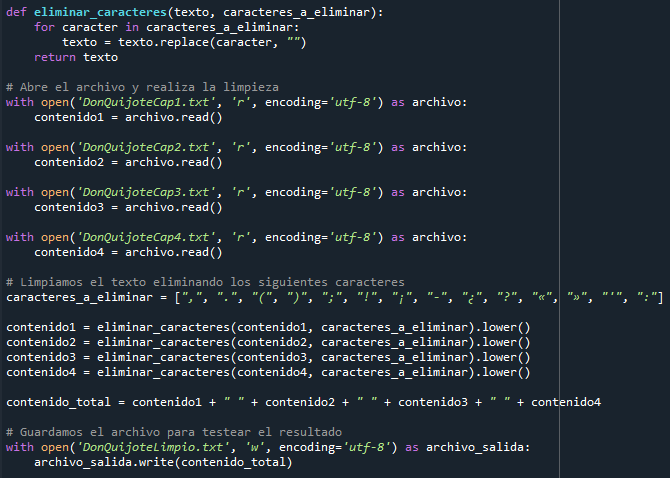 def eliminar_caracteres(texto, caracteres_a_eliminar):
    for caracter in caracteres_a_eliminar:
        texto = texto.replace(caracter, "")
    return texto

# Abre el archivo y realiza la limpieza
with open('DonQuijoteCap1.txt', 'r', encoding='utf-8') as archivo:
    contenido1 = archivo.read()

with open('DonQuijoteCap2.txt', 'r', encoding='utf-8') as archivo:
    contenido2 = archivo.read()

with open('DonQuijoteCap3.txt', 'r', encoding='utf-8') as archivo:
    contenido3 = archivo.read()

with open('DonQuijoteCap4.txt', 'r', encoding='utf-8') as archivo:
    contenido4 = archivo.read()

# Limpiamos el texto eliminando los siguientes caracteres
caracteres_a_eliminar = [",", ".", "(", ")", ";", "!", "¡", "-", "¿", "?", "«", "»", "'", ":"]

contenido1 = eliminar_caracteres(contenido1, caracteres_a_eliminar).lower()
contenido2 = eliminar_caracteres(contenido2, caracteres_a_eliminar).lower()
contenido3 = eliminar_caracteres(contenido3, caracteres_a_eliminar).lower()
contenido4 = eliminar_caracteres(contenido4, caracteres_a_eliminar).lower()

contenido_total = contenido1 + " " + contenido2 + " " + contenido3 + " " + contenido4

# Guardamos el archivo para testear el resultado
with open('DonQuijoteLimpio.txt', 'w', encoding='utf-8') as archivo_salida:
    archivo_salida.write(contenido_total)